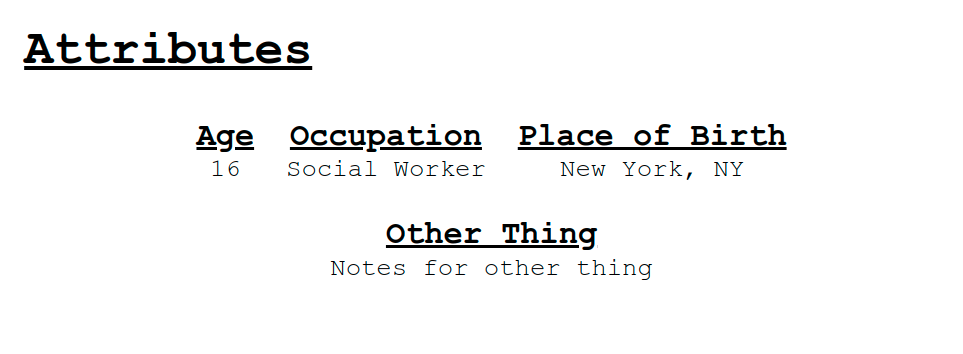 Attributes
Age Occupation Place of Birth
16 Social Worker New York, NY
Other Thing
Notes for other thing